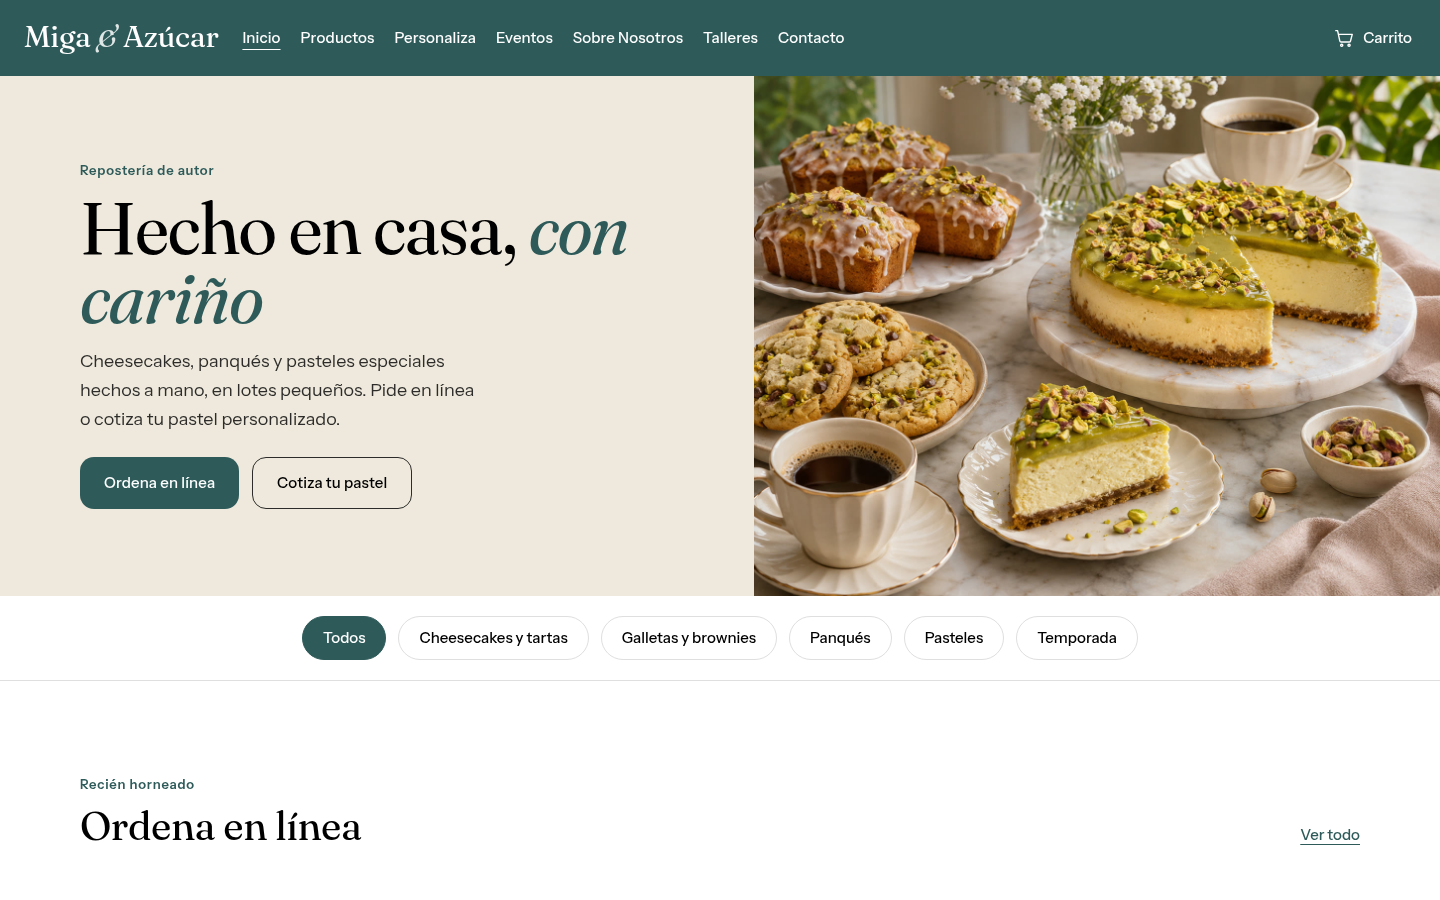 Miga & Azúcar
Inicio
Productos
Personaliza
Eventos
Sobre Nosotros
Talleres
Contacto
Carrito
Repostería de autor
Hecho en casa, con
cariño
Cheesecakes, panqués y pasteles especiales
hechos a mano, en lotes pequeños. Pide en línea
o cotiza tu pastel personalizado.
Ordena en línea
Cotiza tu pastel
Todos
Cheesecakes y tartas
Galletas y brownies
Panqués
Pasteles
Temporada
Recién horneado
Ordena en línea
Ver todo